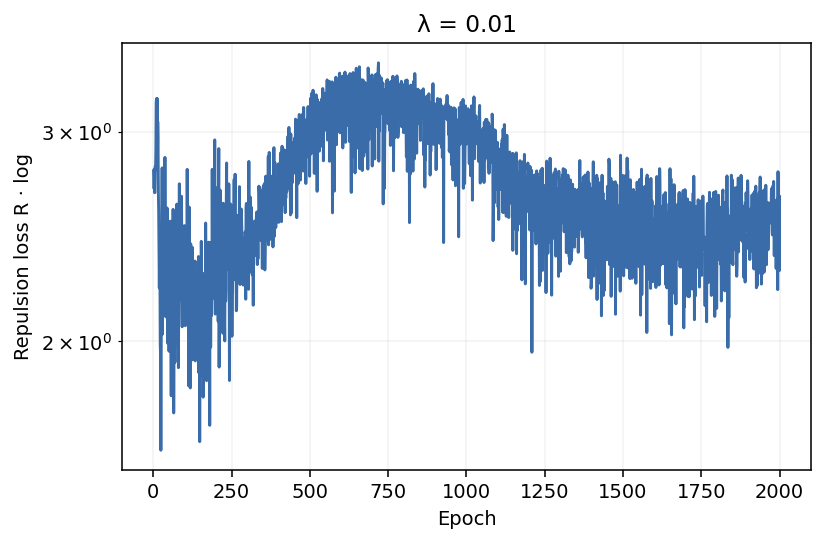 λ = 0.01
Repulsion loss R · log
3 × 10⁰
2 × 10⁰
0 250 500 750 1000 1250 1500 1750 2000
Epoch